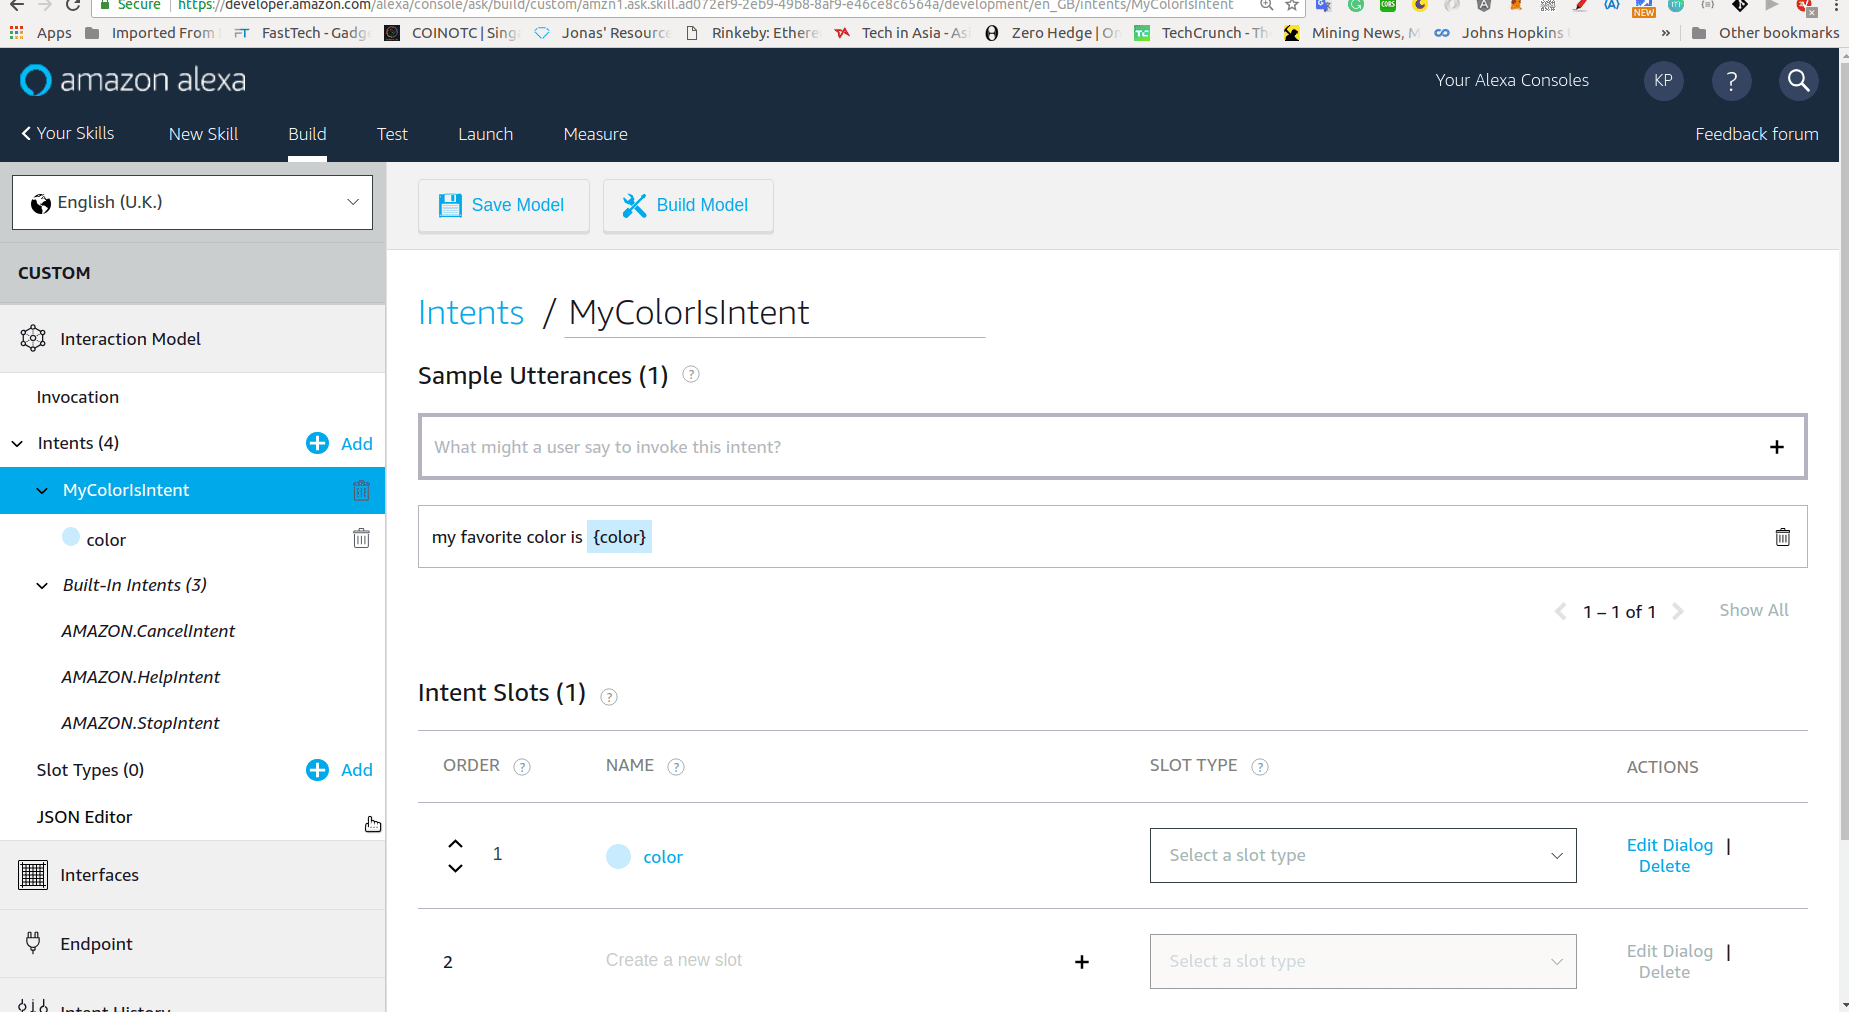 Secure https://developer.amazon.com/alexa/console/ask/build/custom/amzn1.ask.skill.ad072ef9-2eb9-49b8-8af9-e46ce8c6564a/development/en_GB/intents/MyColorIsIntent
Apps Imported From FastTech - Gadg COINOTC | Sing Jonas' Resourc Rinkeby: Ethere Tech in Asia - As Zero Hedge | O TechCrunch - Th Mining News, M Johns Hopkins » Other bookmarks
NEW
amazon alexa
Your Alexa Consoles KP ?
Your Skills New Skill Build Test Launch Measure Feedback forum
English (U.K.)
Save Model Build Model
CUSTOM
Interaction Model
Invocation
Intents (4) Add
MyColorIsIntent
color
Built-In Intents (3)
AMAZON.CancelIntent
AMAZON.HelpIntent
AMAZON.StopIntent
Slot Types (0) Add
JSON Editor
Interfaces
Endpoint
Intent History
Intents / MyColorIsIntent
Sample Utterances (1) ?
What might a user say to invoke this intent? +
my favorite color is {color}
1 – 1 of 1 Show All
Intent Slots (1) ?
ORDER ? NAME ? SLOT TYPE ? ACTIONS
1 color Select a slot type Edit Dialog |
Delete
2 Create a new slot + Select a slot type Edit Dialog |
Delete